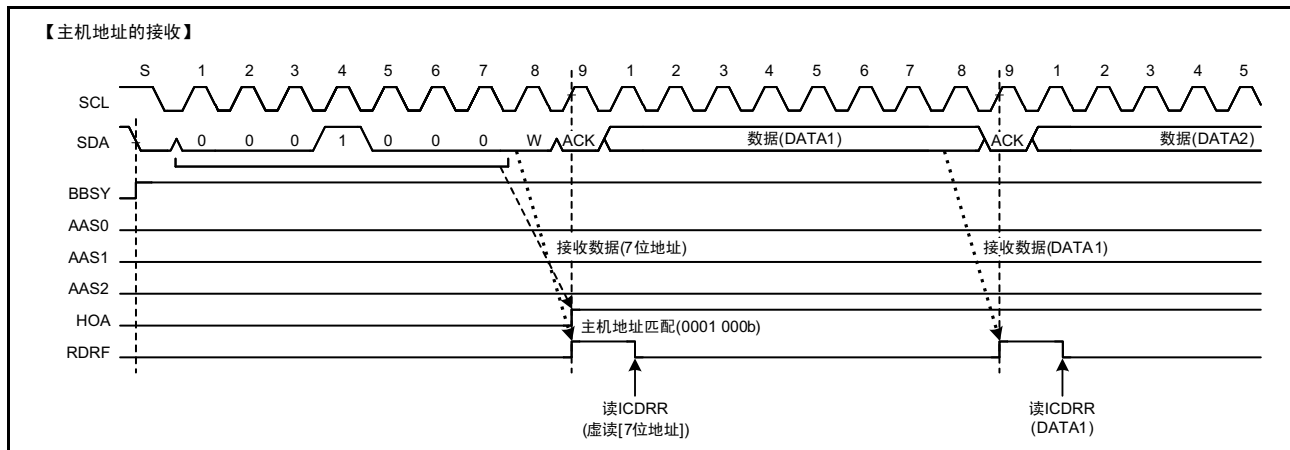 【主机地址的接收】
S 1 2 3 4 5 6 7 8 9 1 2 3 4 5 6 7 8 9 1 2 3 4 5
SCL
SDA 0 0 0 1 0 0 0 W ACK 数据(DATA1) ACK 数据(DATA2)
BBSY
AAS0
接收数据(7位地址) 接收数据(DATA1)
AAS1
AAS2
HOA
主机地址匹配(0001 000b)
RDRF
读ICDRR 读ICDRR
(虚读[7位地址]) (DATA1)